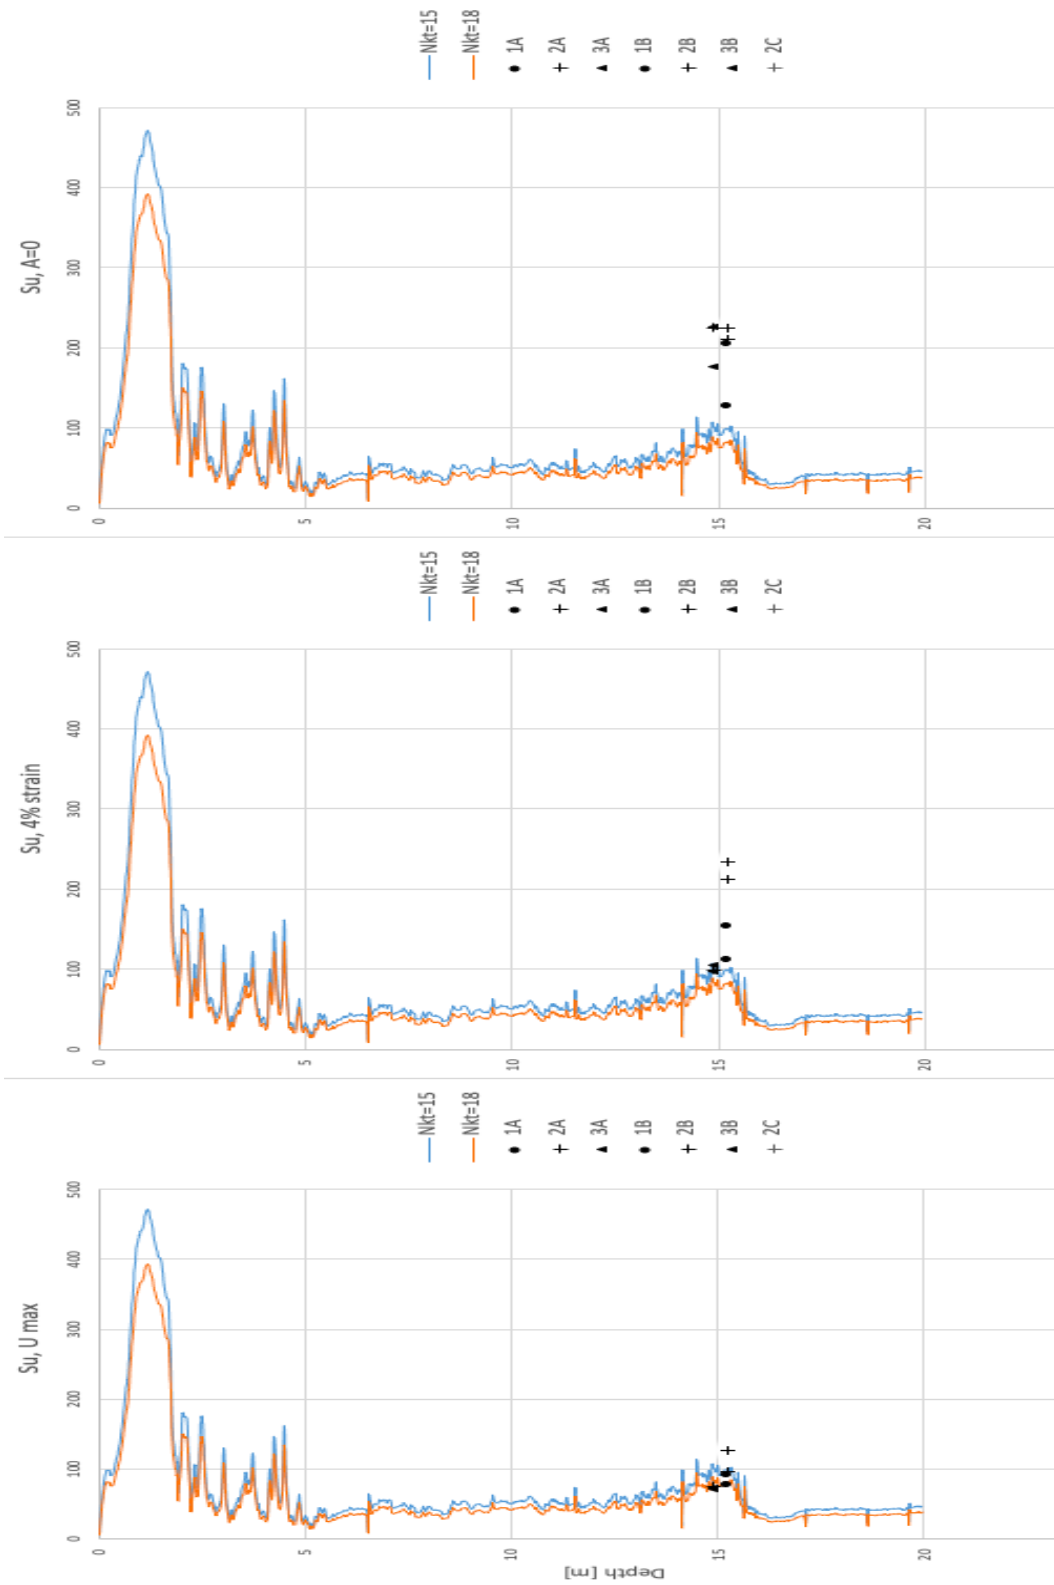 Su, U max
0
100
200
300
400
500
Depth [m]
0
5
10
15
20
Nkt=15
Nkt=18
1A
2A
3A
1B
2B
3B
2C
Su, 4% strain
0
100
200
300
400
500
0
5
10
15
20
Nkt=15
Nkt=18
1A
2A
3A
1B
2B
3B
2C
Su, A=0
0
100
200
300
400
500
0
5
10
15
20
Nkt=15
Nkt=18
1A
2A
3A
1B
2B
3B
2C